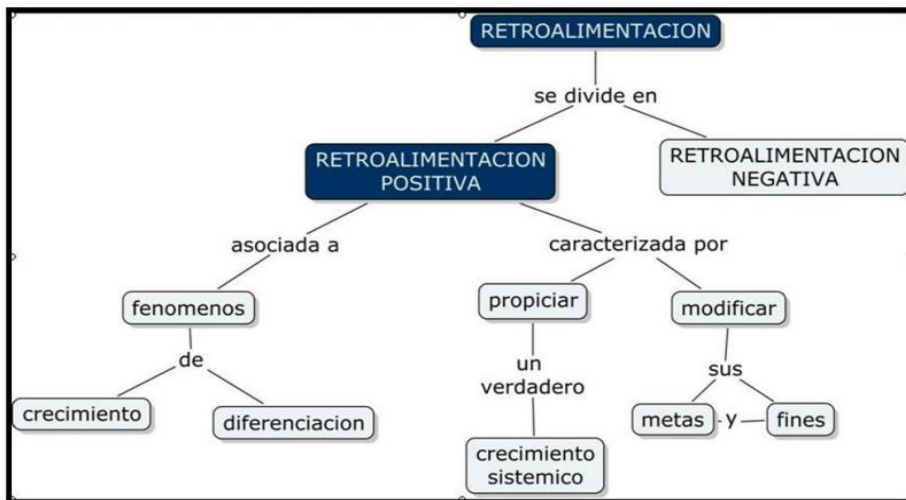 RETROALIMENTACION
se divide en
RETROALIMENTACION
POSITIVA
RETROALIMENTACION
NEGATIVA
asociada a
caracterizada por
fenomenos
propiciar
modificar
de
un
verdadero
sus
crecimiento
diferenciacion
metas y fines
crecimiento
sistemico